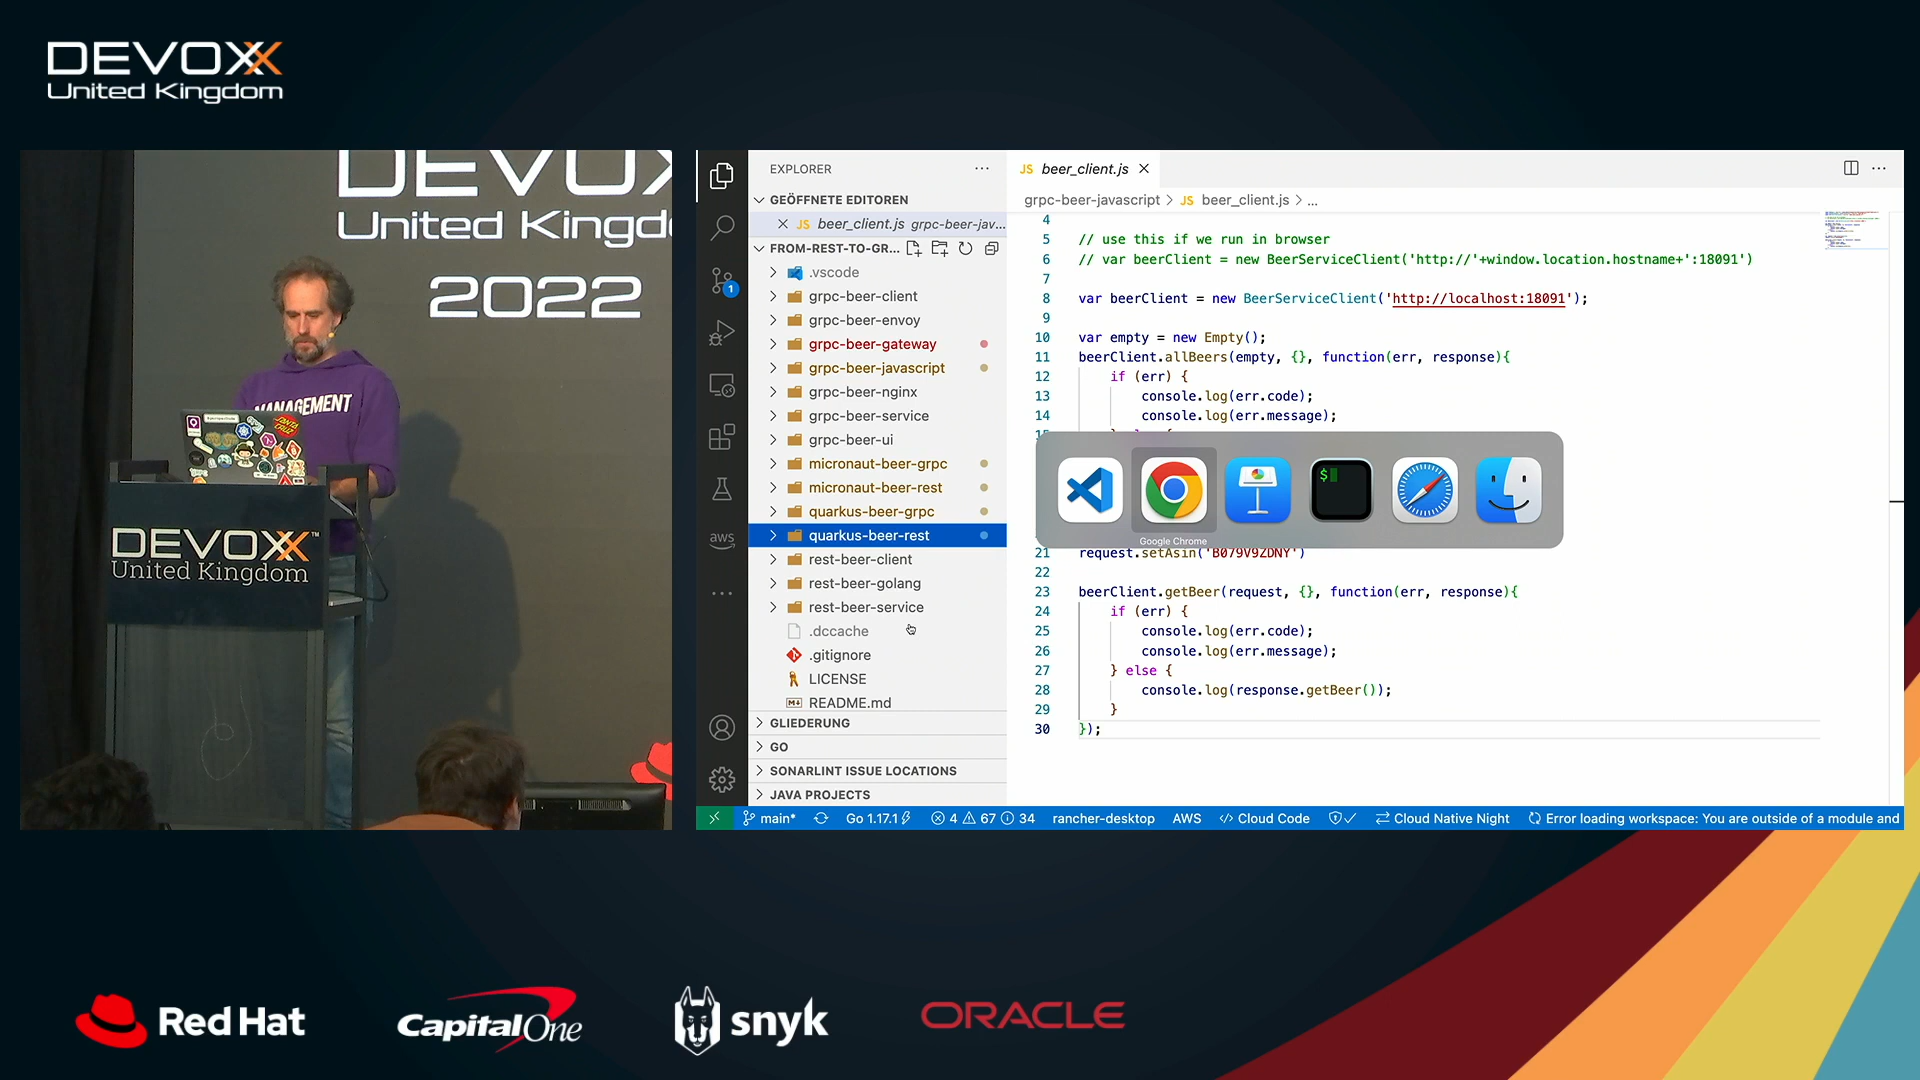 DEVOXX
United Kingdom
DEVOX
United Kingd
2022
MANAGEMENT
DEVOXX™
United Kingdom
EXPLORER
GEÖFFNETE EDITOREN
JS beer_client.js grpc-beer-jav...
FROM-REST-TO-GR...
.vscode
grpc-beer-client
grpc-beer-envoy
grpc-beer-gateway
grpc-beer-javascript
grpc-beer-nginx
grpc-beer-service
grpc-beer-ui
micronaut-beer-grpc
micronaut-beer-rest
quarkus-beer-grpc
quarkus-beer-rest
rest-beer-client
rest-beer-golang
rest-beer-service
.dccache
.gitignore
LICENSE
README.md
GLIEDERUNG
GO
SONARLINT ISSUE LOCATIONS
JAVA PROJECTS
1
aws
JS beer_client.js
grpc-beer-javascript > JS beer_client.js > ...
4
5 // use this if we run in browser
6 // var beerClient = new BeerServiceClient('http://'+window.location.hostname+':18091')
7
8 var beerClient = new BeerServiceClient('http://localhost:18091');
9
10 var empty = new Empty();
11 beerClient.allBeers(empty, {}, function(err, response){
12 if (err) {
13 console.log(err.code);
14 console.log(err.message);
Google Chrome
21 request.setAsin('B079V9ZDNY')
22
23 beerClient.getBeer(request, {}, function(err, response){
24 if (err) {
25 console.log(err.code);
26 console.log(err.message);
27 } else {
28 console.log(response.getBeer());
29 }
30 });
main* Go 1.17.1 4 67 34 rancher-desktop AWS </> Cloud Code Cloud Native Night Error loading workspace: You are outside of a module and
Red Hat
Capital One
snyk
ORACLE